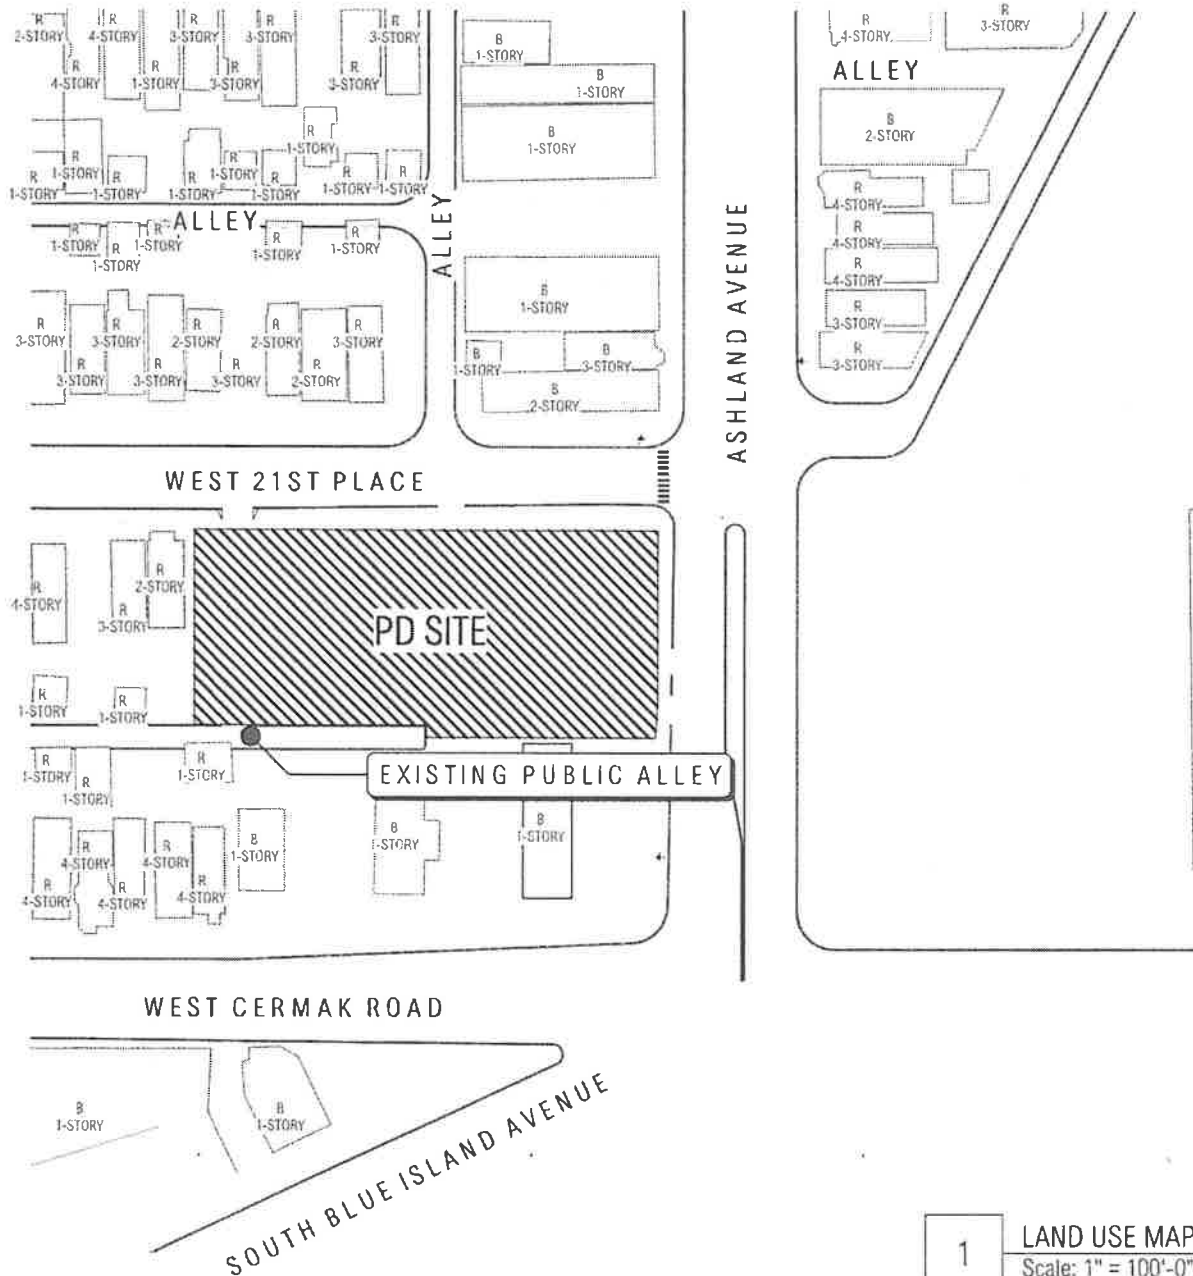 R
2-STORY
R
4-STORY
R
3-STORY
R
3-STORY
R
3-STORY
R
4-STORY
R
1-STORY
R
3-STORY
R
3-STORY
B
1-STORY
B
1-STORY
B
1-STORY
R
4-STORY
R
3-STORY
ALLEY
B
2-STORY
R
1-STORY
R
1-STORY
R
1-STORY
R
1-STORY
R
1-STORY
R
1-STORY
R
1-STORY
R
1-STORY
R
1-STORY
R
4-STORY
R
4-STORY
R
4-STORY
R
3-STORY
R
3-STORY
ALLEY
ALLEY
ASHLAND AVENUE
R
1-STORY
R
1-STORY
R
1-STORY
R
1-STORY
R
1-STORY
B
1-STORY
B
1-STORY
B
3-STORY
B
2-STORY
R
3-STORY
R
3-STORY
R
2-STORY
R
2-STORY
R
3-STORY
R
3-STORY
R
3-STORY
R
3-STORY
R
2-STORY
WEST 21ST PLACE
R
4-STORY
R
3-STORY
R
2-STORY
PD SITE
R
1-STORY
R
1-STORY
EXISTING PUBLIC ALLEY
R
1-STORY
R
1-STORY
R
1-STORY
R
4-STORY
R
4-STORY
R
4-STORY
R
4-STORY
R
4-STORY
B
1-STORY
B
1-STORY
B
1-STORY
WEST CERMAK ROAD
B
1-STORY
B
1-STORY
SOUTH BLUE ISLAND AVENUE
1
LAND USE MAP
Scale: 1" = 100'-0"